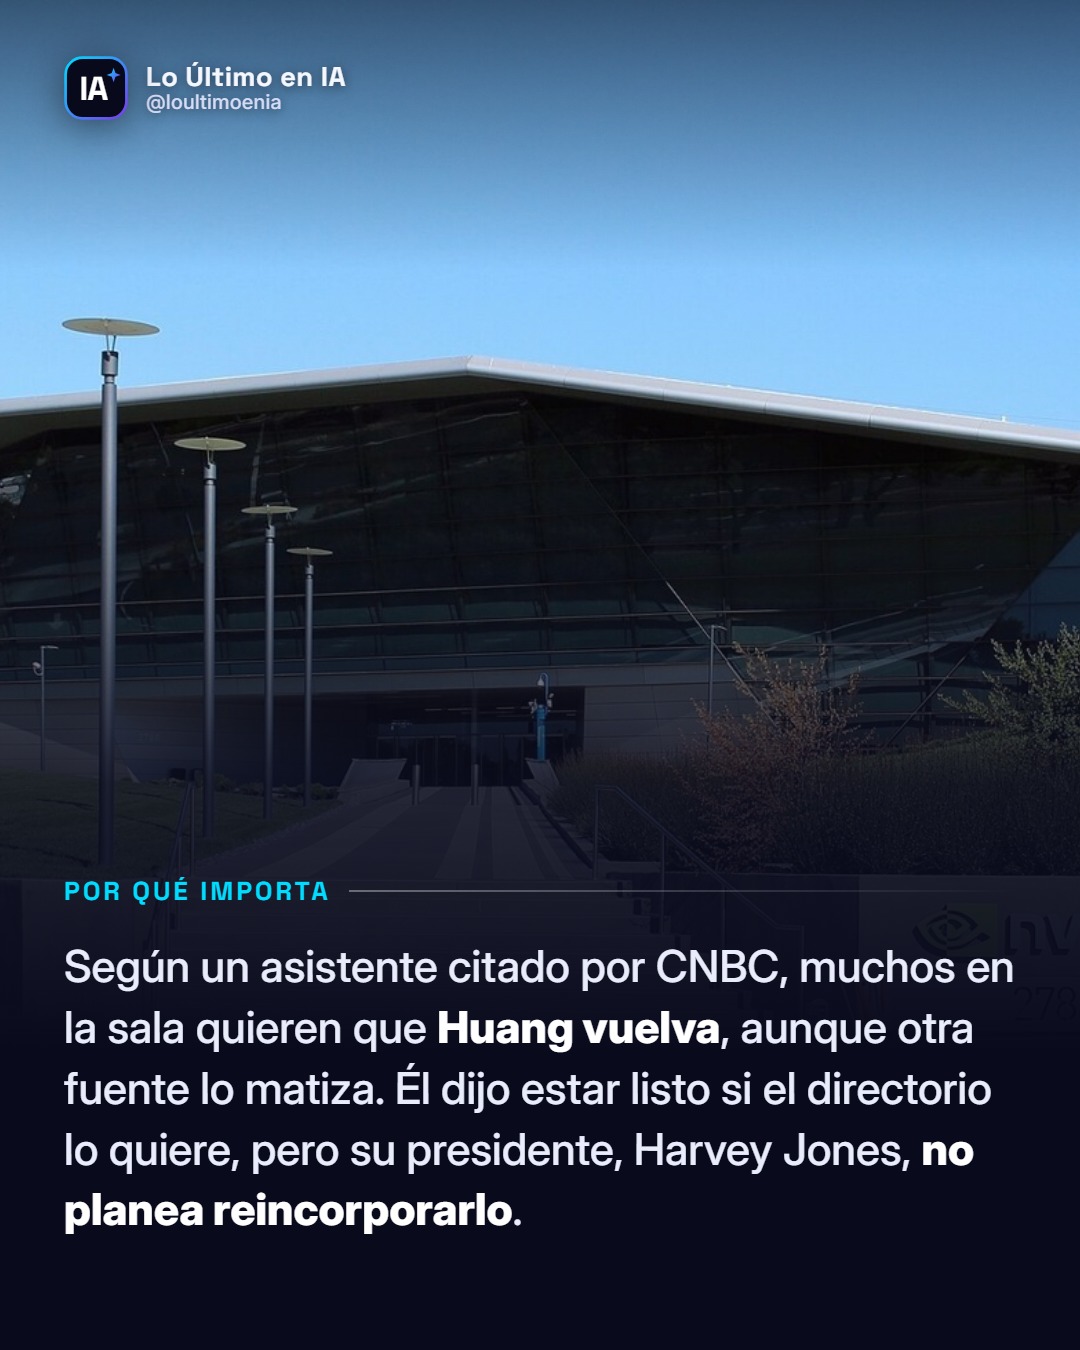 IA
Lo Último en IA
@loultimoenia
POR QUÉ IMPORTA
nv
278
Según un asistente citado por CNBC, muchos en
la sala quieren que Huang vuelva, aunque otra
fuente lo matiza. Él dijo estar listo si el directorio
lo quiere, pero su presidente, Harvey Jones, no
planea reincorporarlo.